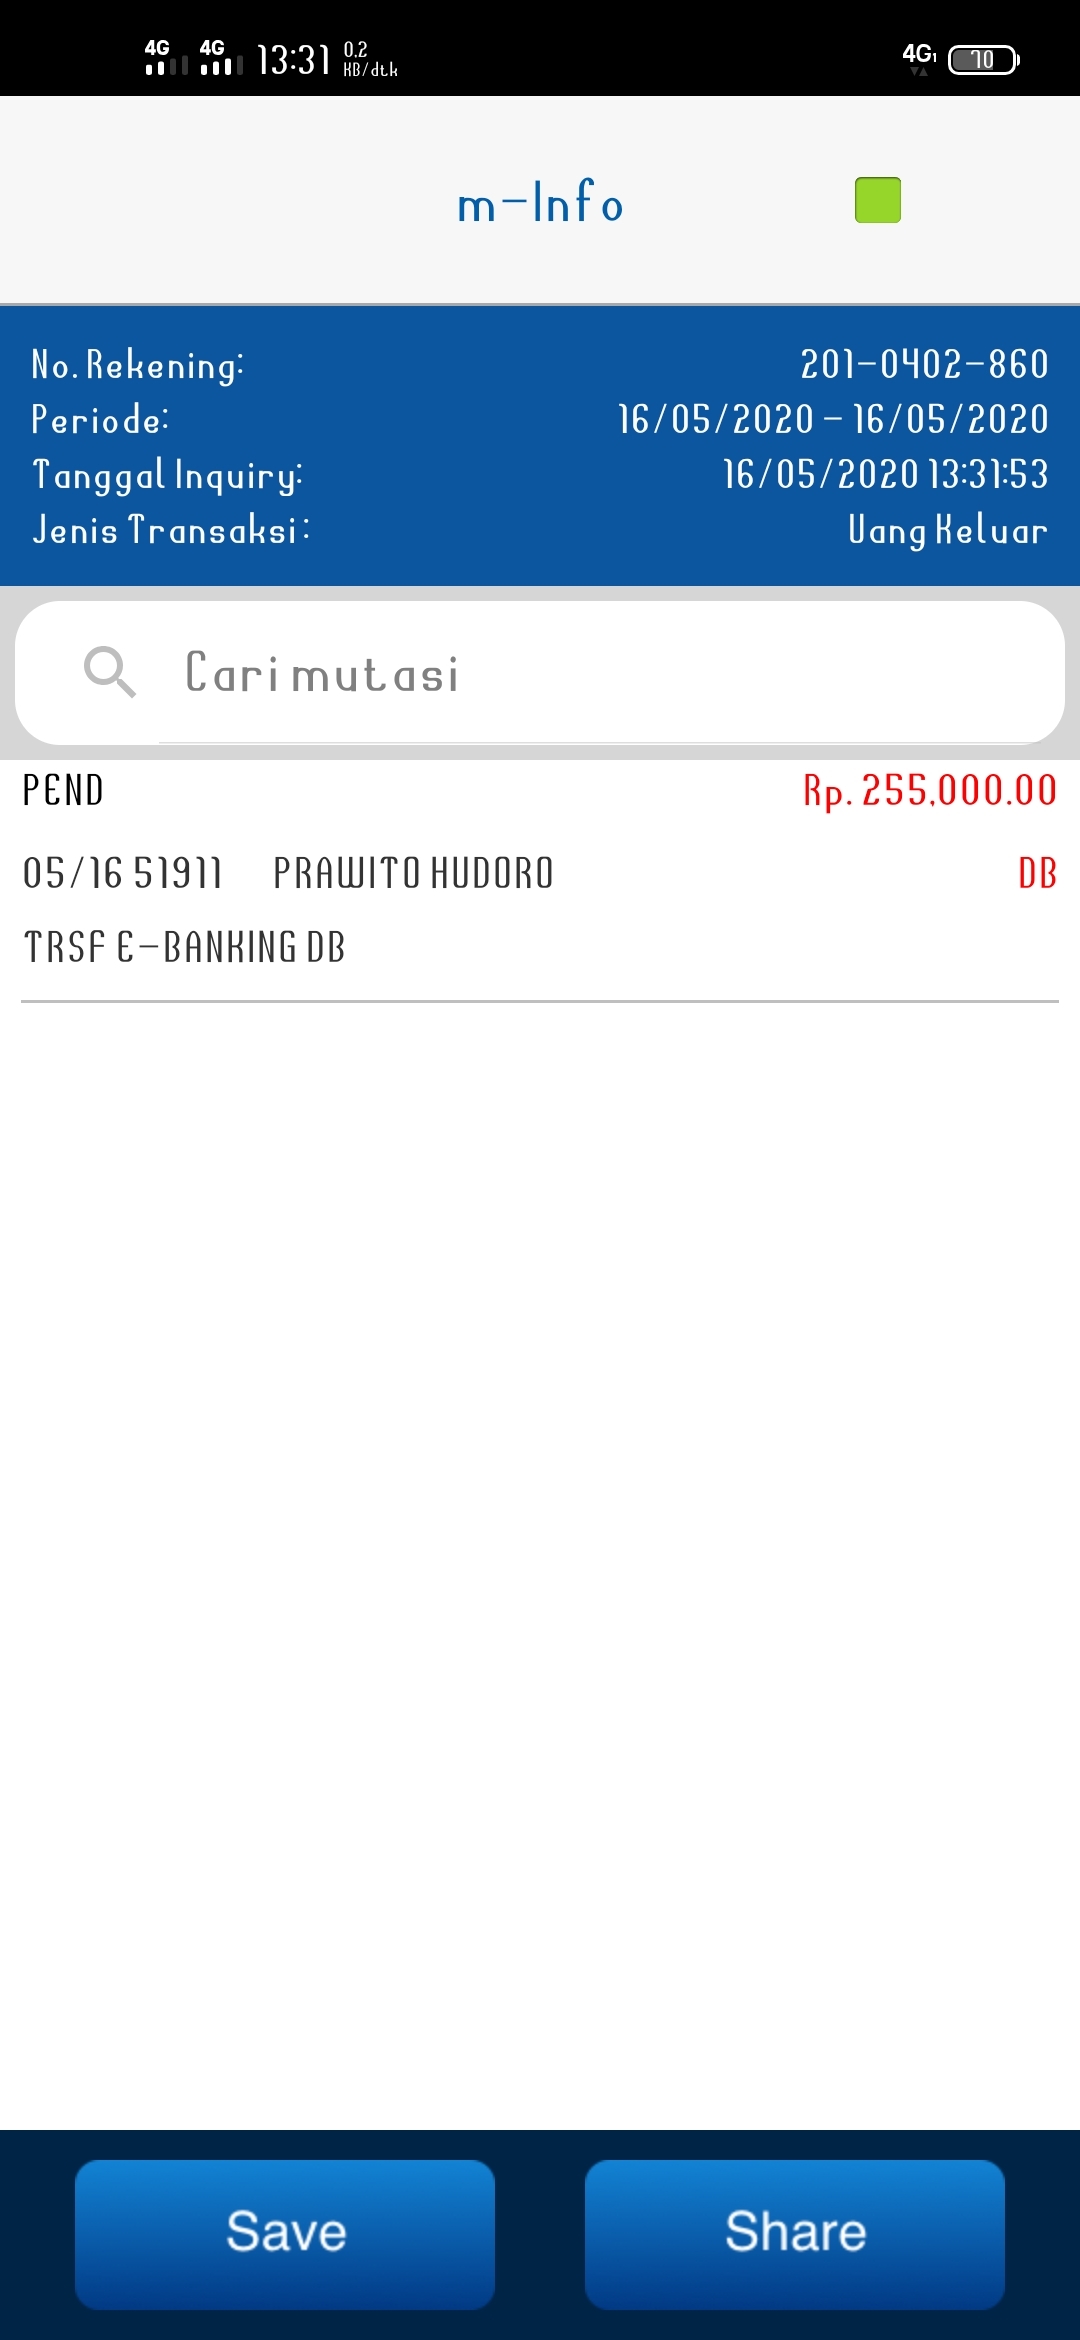 4G 4G 13:31 0.2 KB/dtk 4G1 70
m-Info
No. Rekening: 201-0402-860
Periode: 16/05/2020 - 16/05/2020
Tanggal Inquiry: 16/05/2020 13:31:53
Jenis Transaksi: Uang Keluar
Cari mutasi
PEND Rp. 255,000.00
05/16 51911 PRAWITO HUDORO DB
TRSF E-BANKING DB
Save Share